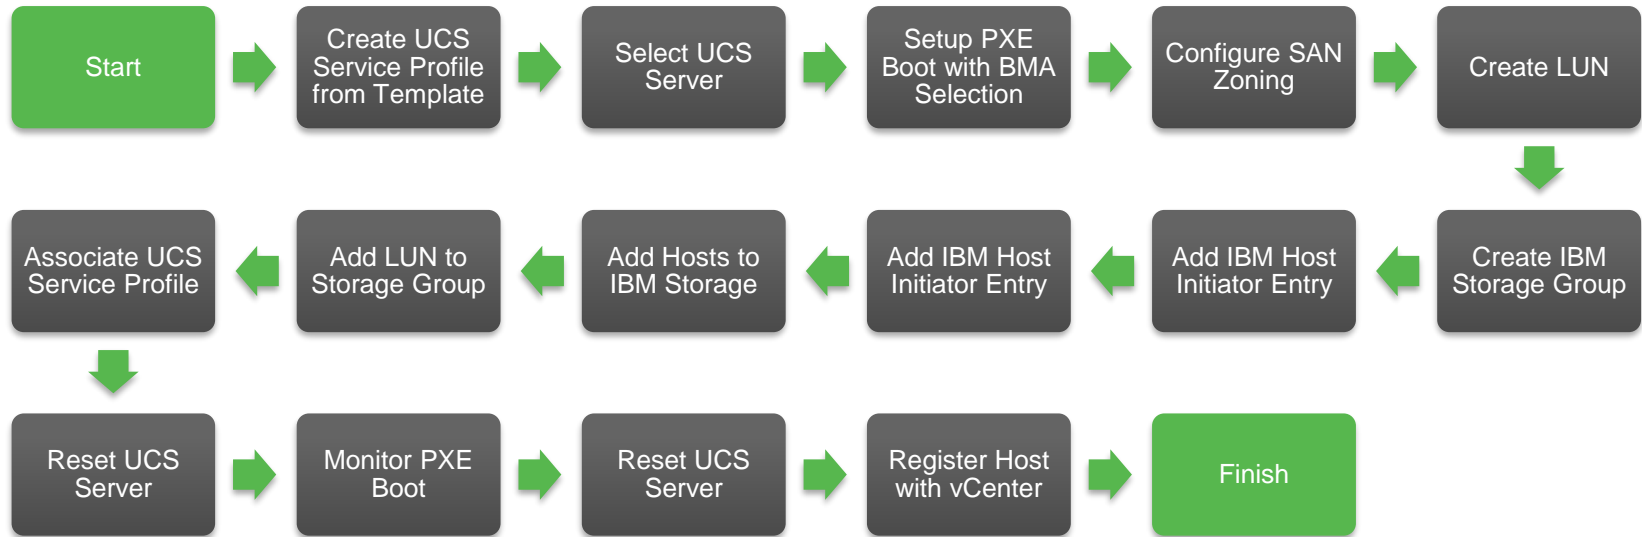 Start
Create UCS
Service Profile
from Template
Select UCS
Server
Setup PXE
Boot with BMA
Selection
Configure SAN
Zoning
Create LUN
Associate UCS
Service Profile
Add LUN to
Storage Group
Add Hosts to
IBM Storage
Add IBM Host
Initiator Entry
Add IBM Host
Initiator Entry
Create IBM
Storage Group
Reset UCS
Server
Monitor PXE
Boot
Reset UCS
Server
Register Host
with vCenter
Finish